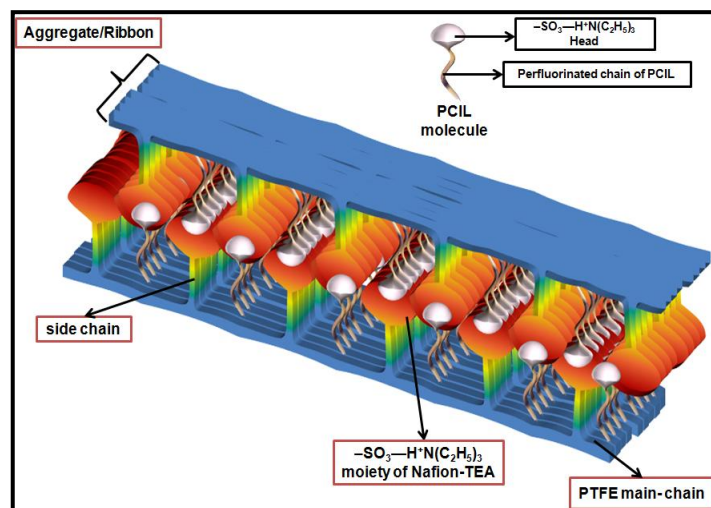 Aggregate/Ribbon
–SO₃—H⁺N(C₂H₅)₃
Head
Perfluorinated chain of PCIL
PCIL
molecule
side chain
–SO₃—H⁺N(C₂H₅)₃
moiety of Nafion-TEA
PTFE main- chain